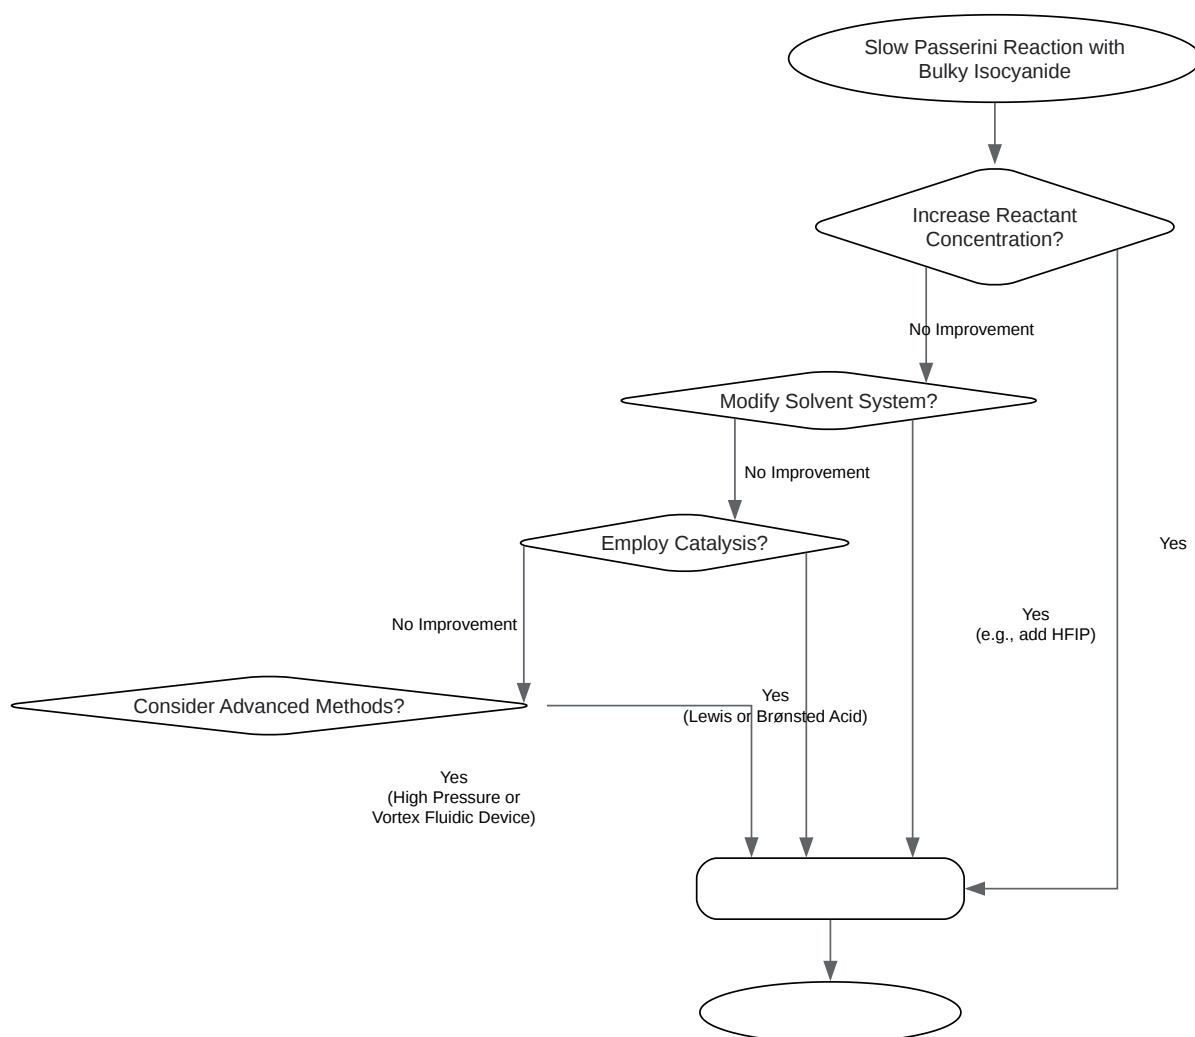 Slow Passerini Reaction with
Bulky Isocyanide
Increase Reactant
Concentration?
No Improvement
Modify Solvent System?
No Improvement
Employ Catalysis?
Yes
Yes
(e.g., add HFIP)
No Improvement
Consider Advanced Methods?
Yes
(Lewis or Brønsted Acid)
Yes
(High Pressure or
Vortex Fluidic Device)